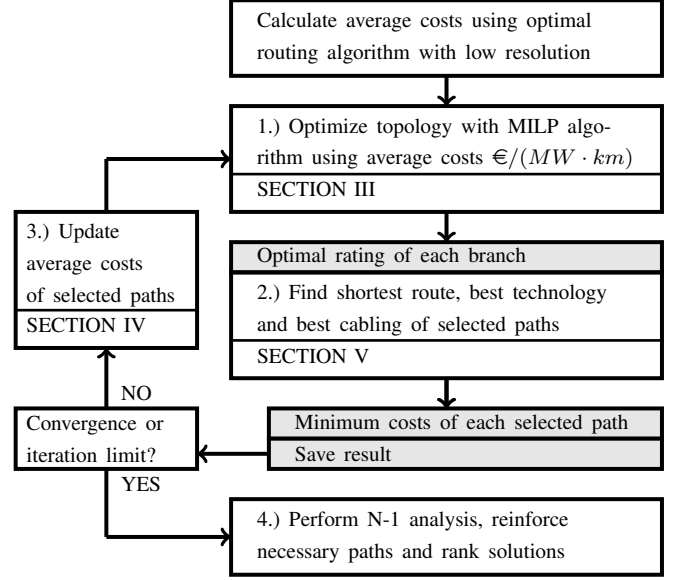 Calculate average costs using optimal
routing algorithm with low resolution
1.) Optimize topology with MILP algo-
rithm using average costs €/(MW · km)
SECTION III
3.) Update
average costs
of selected paths
SECTION IV
Optimal rating of each branch
2.) Find shortest route, best technology
and best cabling of selected paths
SECTION V
NO
Convergence or
iteration limit?
YES
Minimum costs of each selected path
Save result
4.) Perform N-1 analysis, reinforce
necessary paths and rank solutions